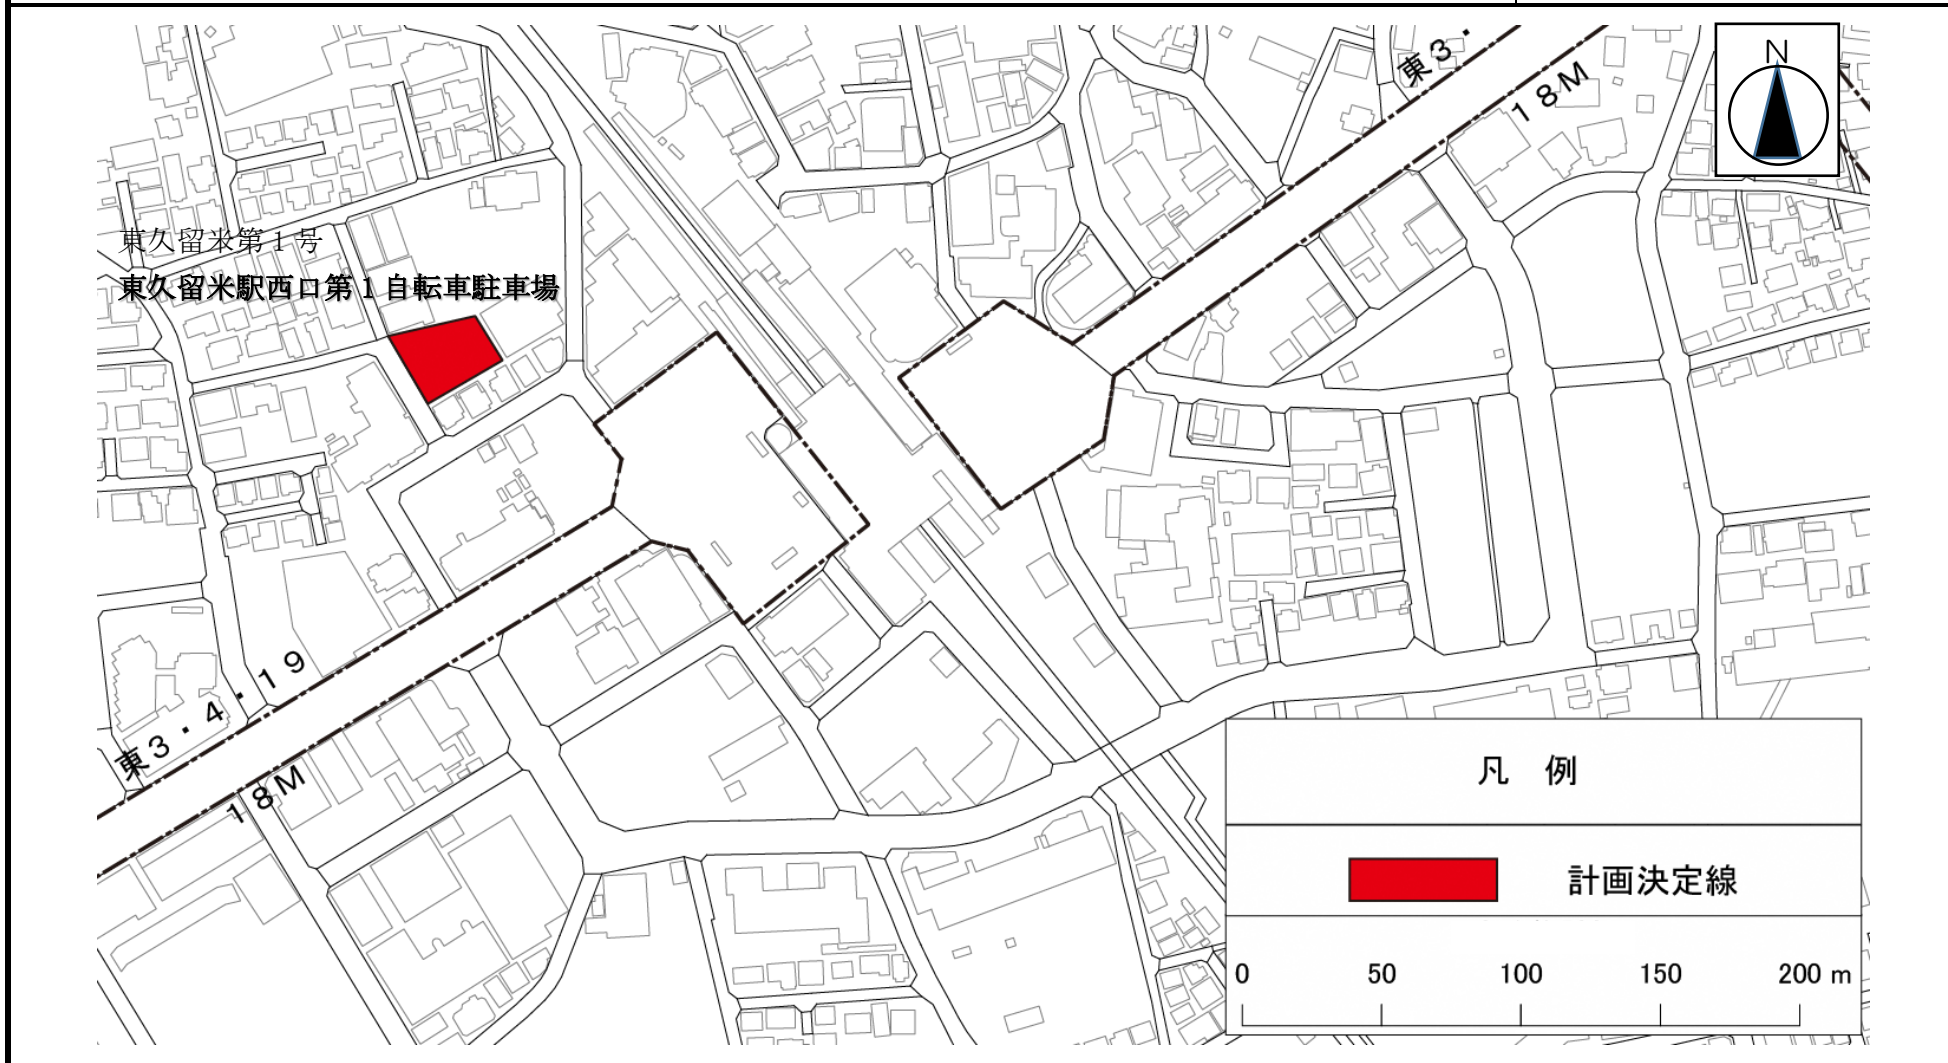 東3・
18M
N
東久留米第1号
東久留米駅西口第1自転車駐車場
東3・4・19
18M
凡 例
計画決定線
0 50 100 150 200 m